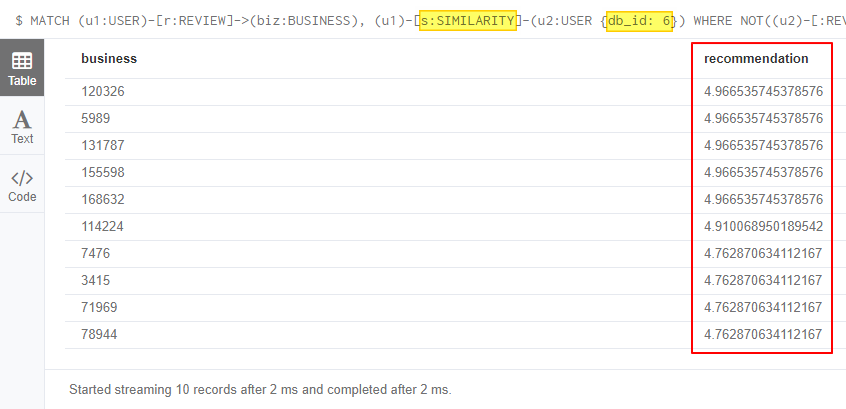 $ MATCH (u1:USER)-[r:REVIEW]->(biz:BUSINESS), (u1)-[s:SIMILARITY]-(u2:USER {db_id: 6}) WHERE NOT((u2)-[:REV
business recommendation
Table
120326 4.966535745378576
5989 4.966535745378576
A
Text
131787 4.966535745378576
155598 4.966535745378576
</>
Code
168632 4.966535745378576
114224 4.910068950189542
7476 4.762870634112167
3415 4.762870634112167
71969 4.762870634112167
78944 4.762870634112167
Started streaming 10 records after 2 ms and completed after 2 ms.